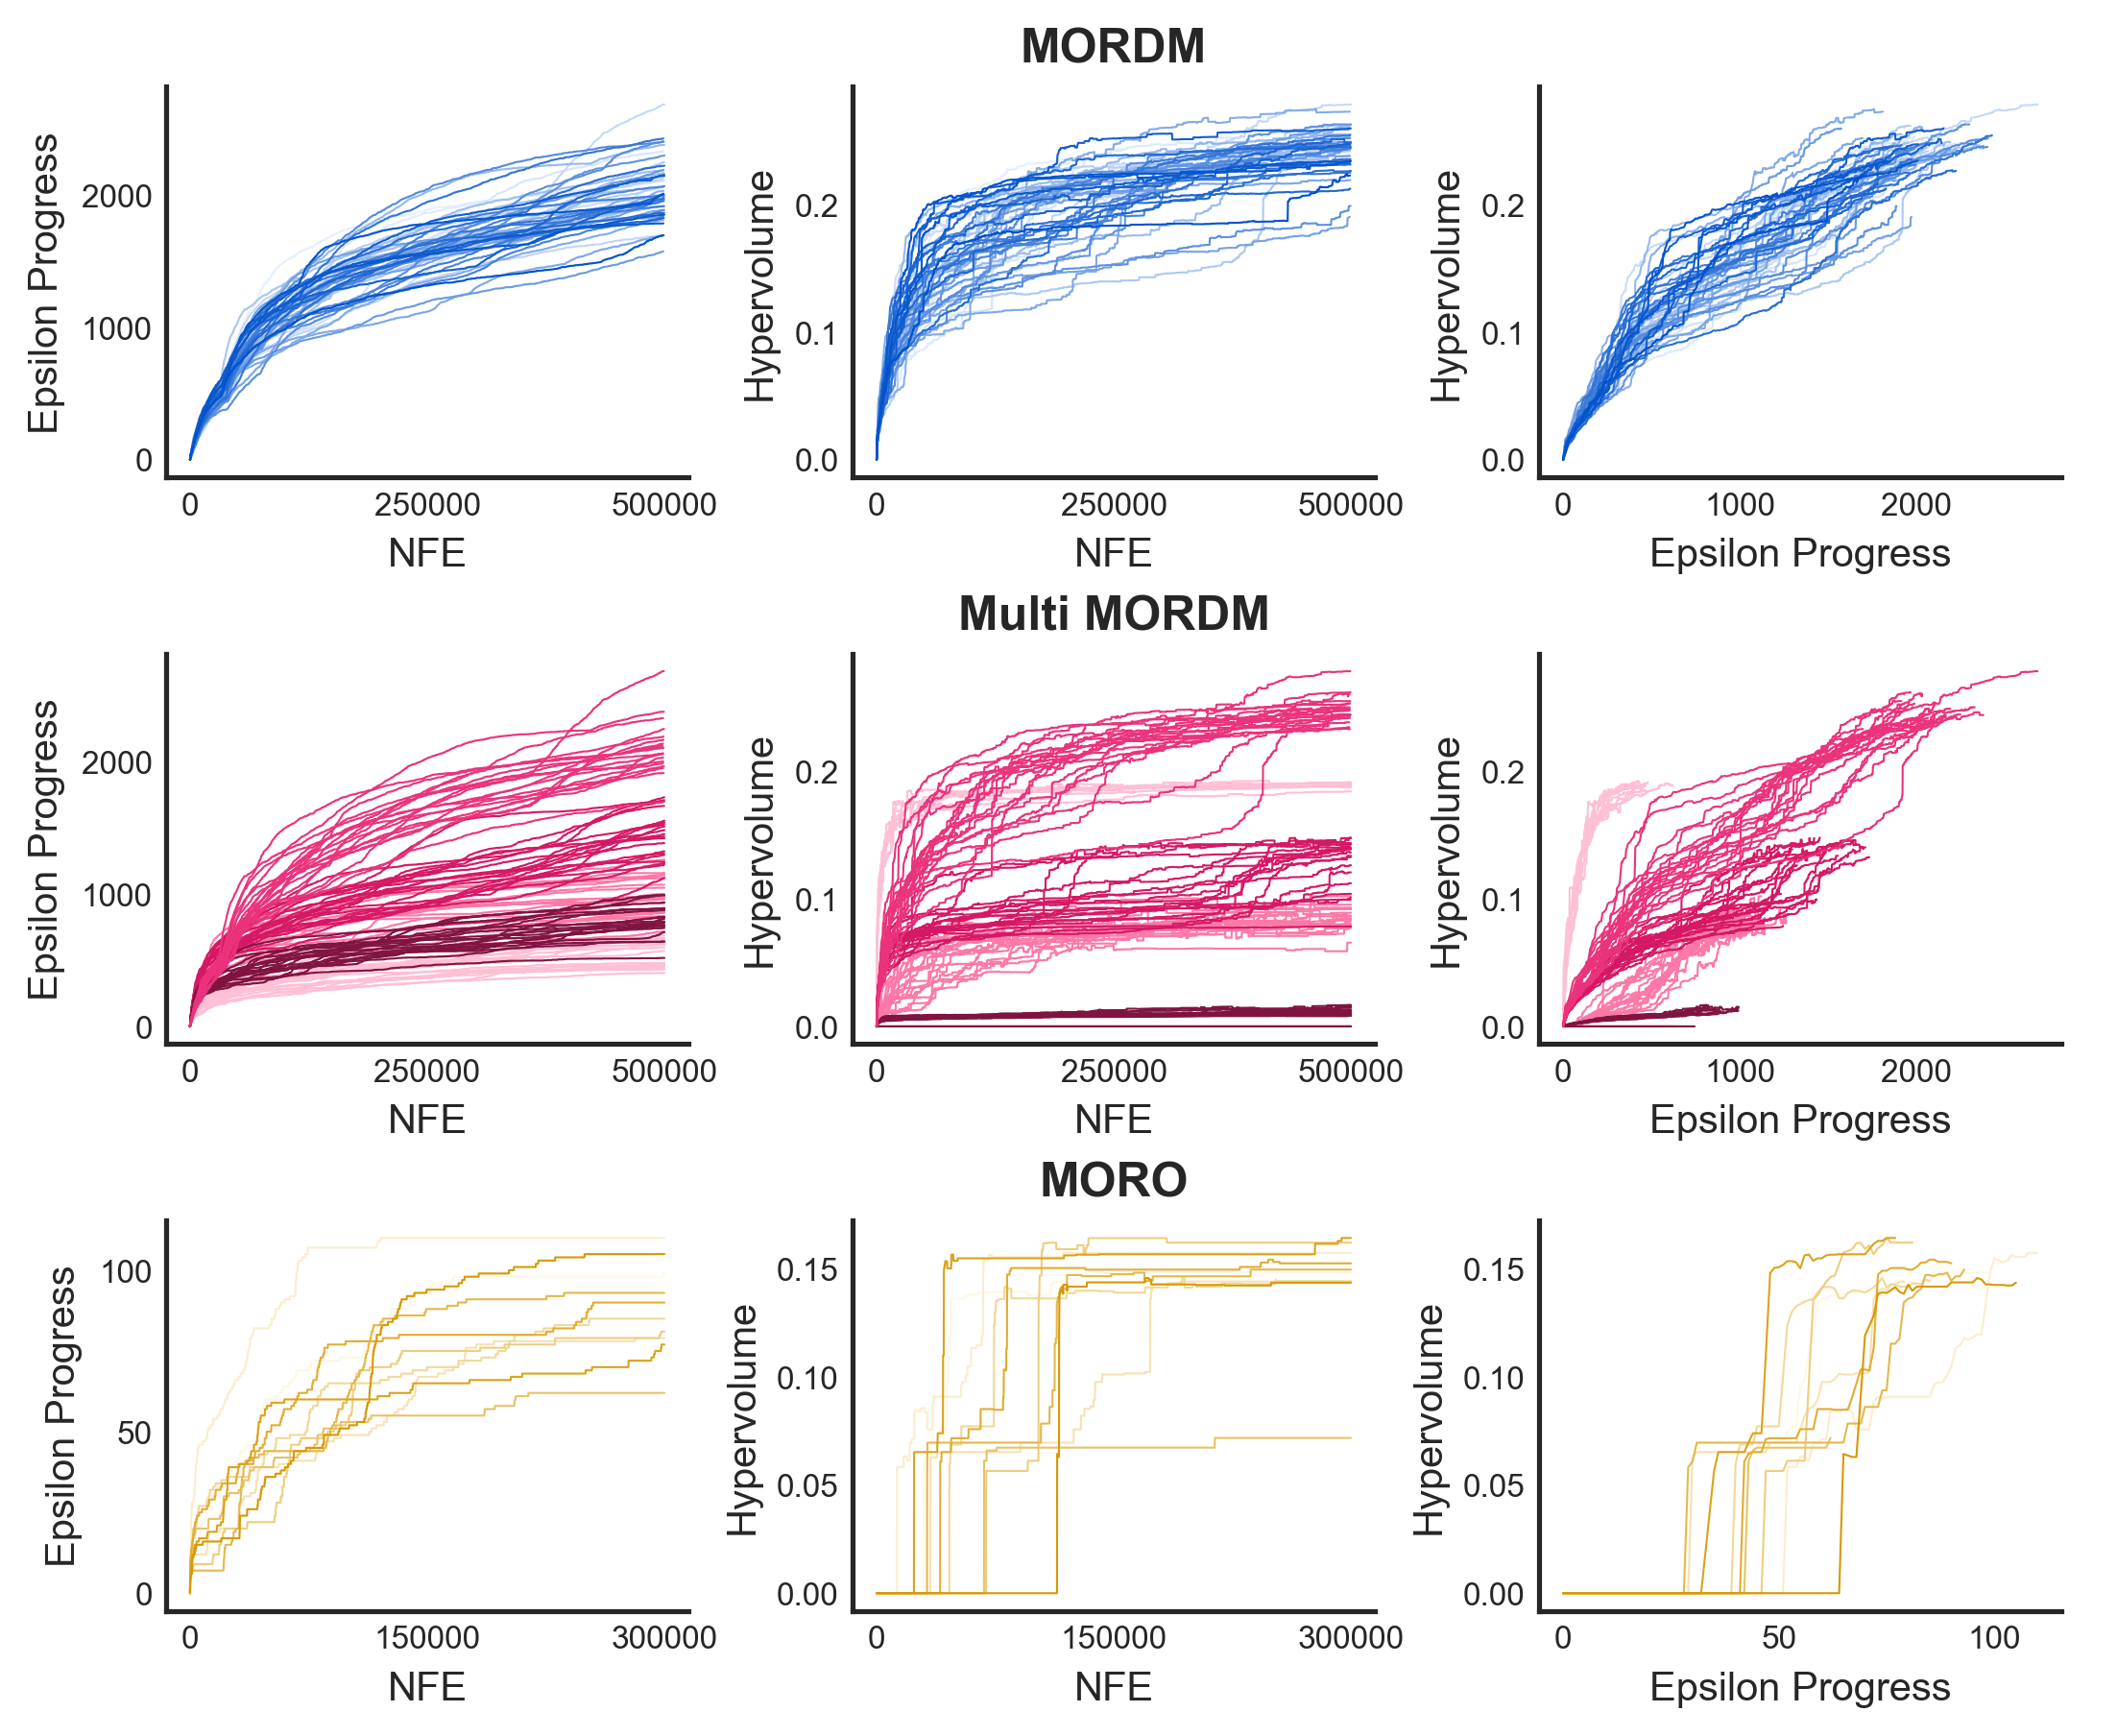 MORDM
Epsilon Progress
2000
1000
0
0 250000 500000
NFE
Hypervolume
0.2
0.1
0.0
0 250000 500000
NFE
Hypervolume
0.2
0.1
0.0
0 1000 2000
Epsilon Progress
Multi MORDM
Epsilon Progress
2000
1000
0
0 250000 500000
NFE
Hypervolume
0.2
0.1
0.0
0 250000 500000
NFE
Hypervolume
0.2
0.1
0.0
0 1000 2000
Epsilon Progress
MORO
Epsilon Progress
100
50
0
0 150000 300000
NFE
Hypervolume
0.15
0.10
0.05
0.00
0 150000 300000
NFE
Hypervolume
0.15
0.10
0.05
0.00
0 50 100
Epsilon Progress